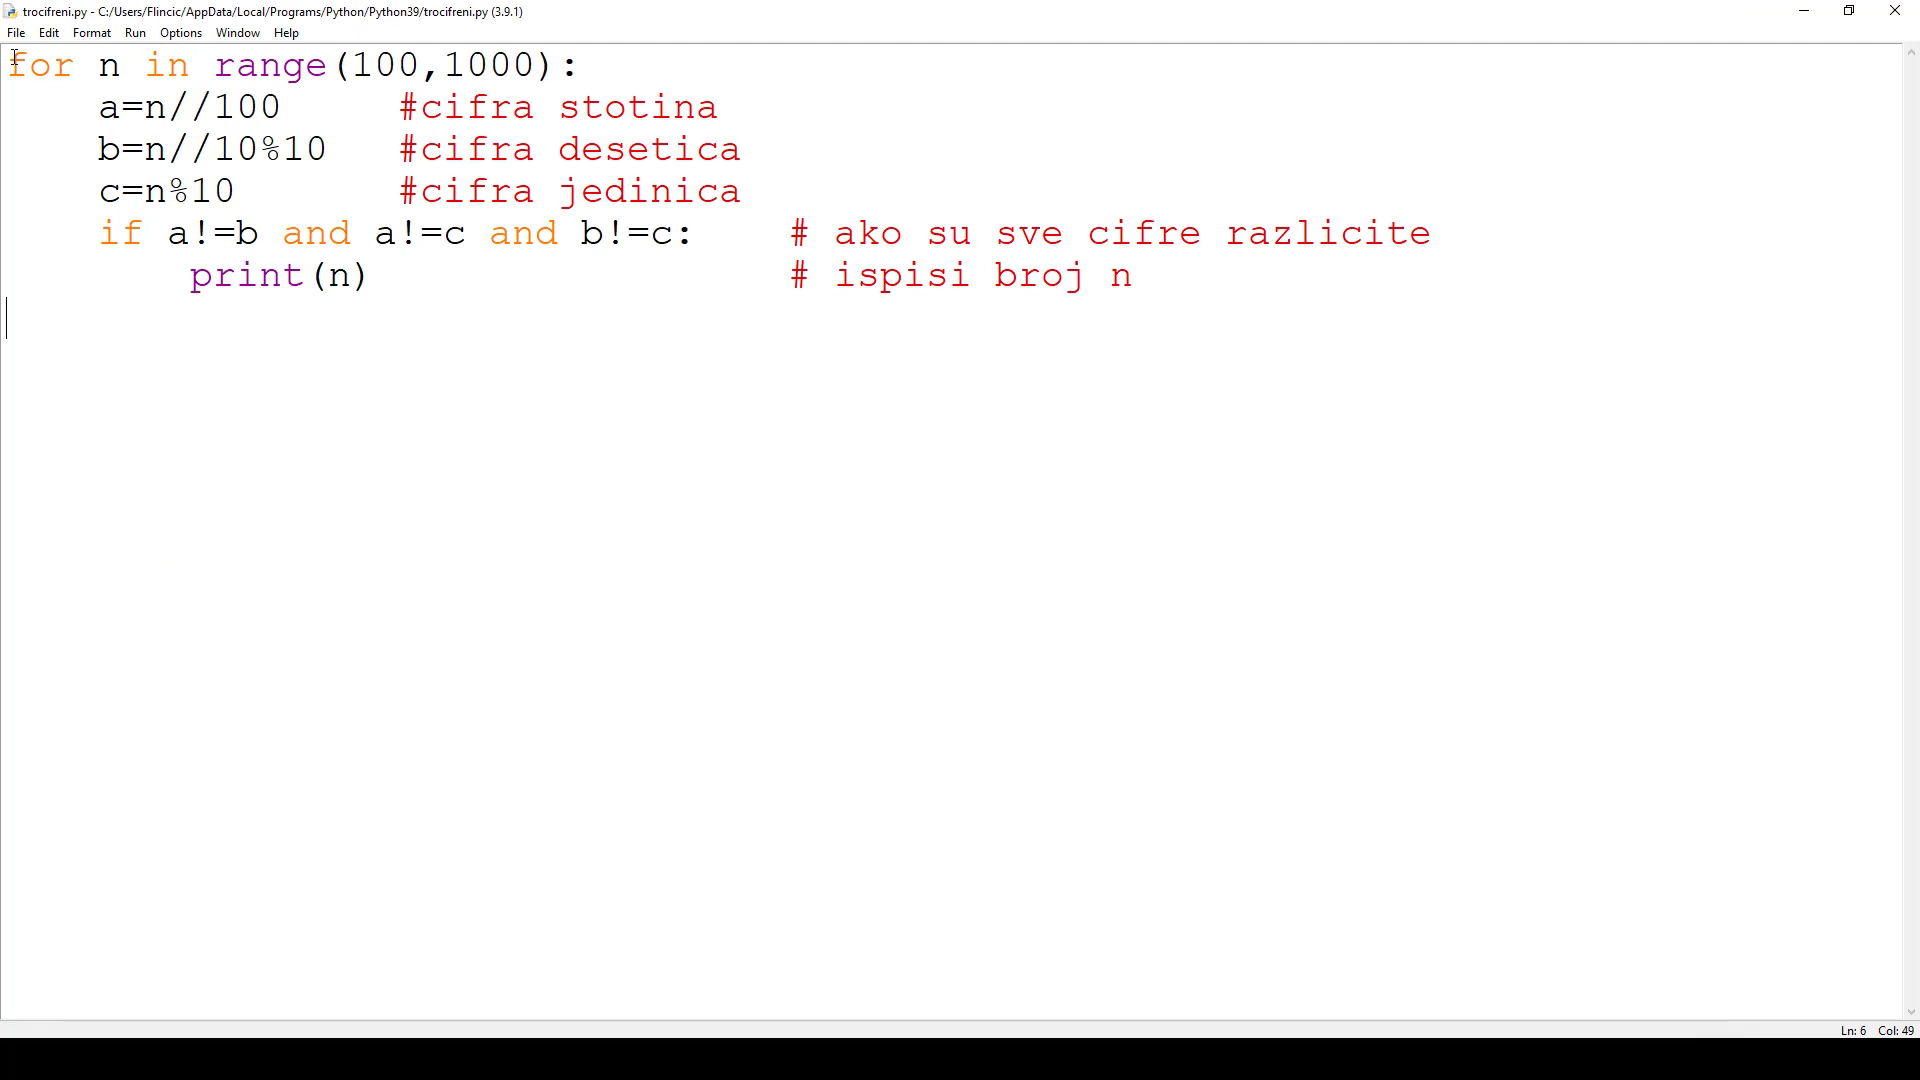 trocifreni.py - C:/Users/Flincic/AppData/Local/Programs/Python/Python39/trocifreni.py (3.9.1)
File Edit Format Run Options Window Help
for n in range(100,1000):
    a=n//100     #cifra stotina
    b=n//10%10   #cifra desetica
    c=n%10       #cifra jedinica
    if a!=b and a!=c and b!=c:    # ako su sve cifre razlicite
        print(n)                  # ispisi broj n
Ln: 6 Col: 49